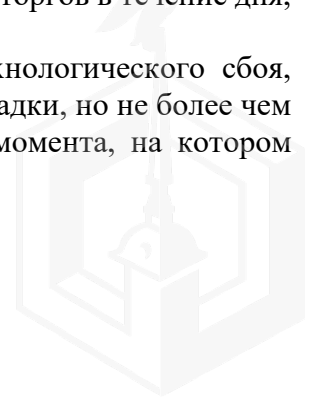 торгов в течение дня,
хнологического сбоя,
адки, но не более чем
момента, на котором